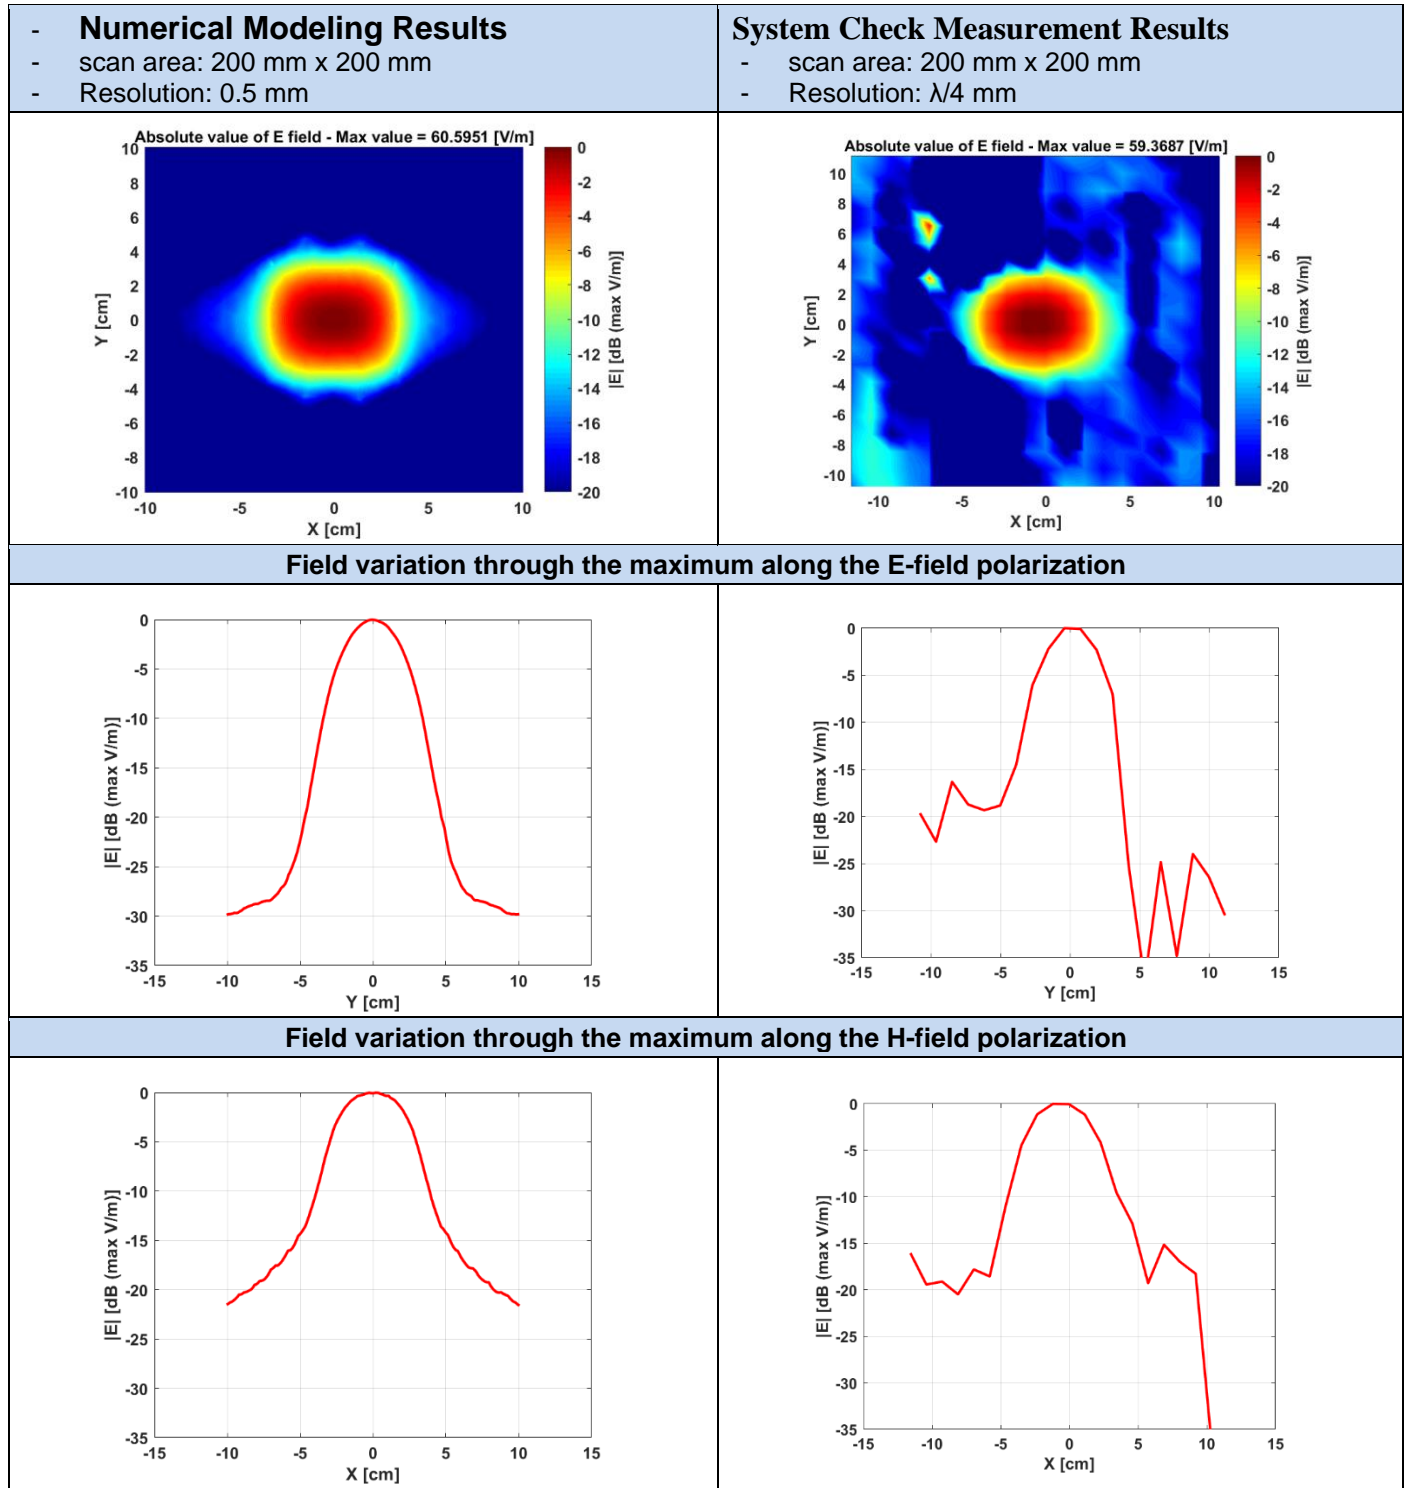 - Numerical Modeling Results
- scan area: 200 mm x 200 mm
- Resolution: 0.5 mm
System Check Measurement Results
- scan area: 200 mm x 200 mm
- Resolution: λ/4 mm
Absolute value of E field - Max value = 60.5951 [V/m]
10
8
6
4
2
0
-2
-4
-6
-8
-10
Y [cm]
-10 -5 0 5 10
X [cm]
0
-2
-4
-6
-8
-10
-12
-14
-16
-18
-20
|E| [dB (max V/m)]
Absolute value of E field - Max value = 59.3687 [V/m]
10
8
6
4
2
0
-2
-4
-6
-8
-10
Y [cm]
-10 -5 0 5 10
X [cm]
0
-2
-4
-6
-8
-10
-12
-14
-16
-18
-20
|E| [dB (max V/m)]
Field variation through the maximum along the E-field polarization
0
-5
-10
-15
-20
-25
-30
-35
|E| [dB (max V/m)]
-15 -10 -5 0 5 10 15
Y [cm]
0
-5
-10
-15
-20
-25
-30
-35
|E| [dB (max V/m)]
-15 -10 -5 0 5 10 15
Y [cm]
Field variation through the maximum along the H-field polarization
0
-5
-10
-15
-20
-25
-30
-35
|E| [dB (max V/m)]
-15 -10 -5 0 5 10 15
X [cm]
0
-5
-10
-15
-20
-25
-30
-35
|E| [dB (max V/m)]
-15 -10 -5 0 5 10 15
X [cm]